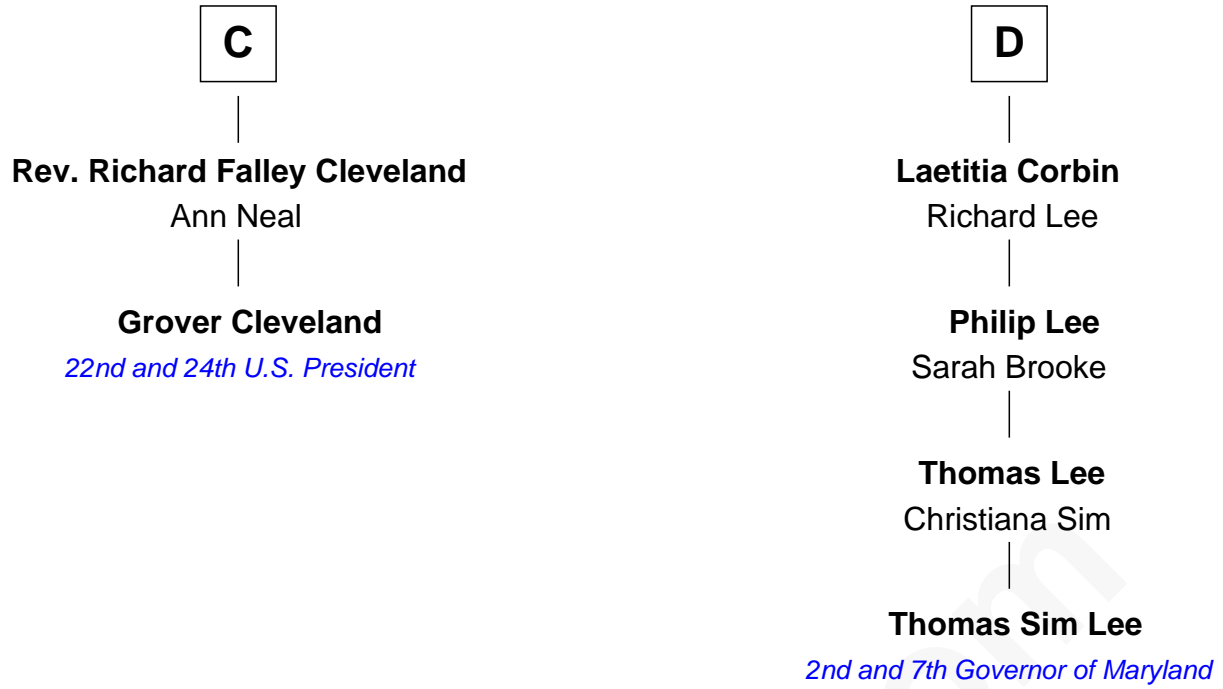 C
Rev. Richard Falley Cleveland
Ann Neal
Grover Cleveland
22nd and 24th U.S. President
D
Laetitia Corbin
Richard Lee
Philip Lee
Sarah Brooke
Thomas Lee
Christiana Sim
Thomas Sim Lee
2nd and 7th Governor of Maryland